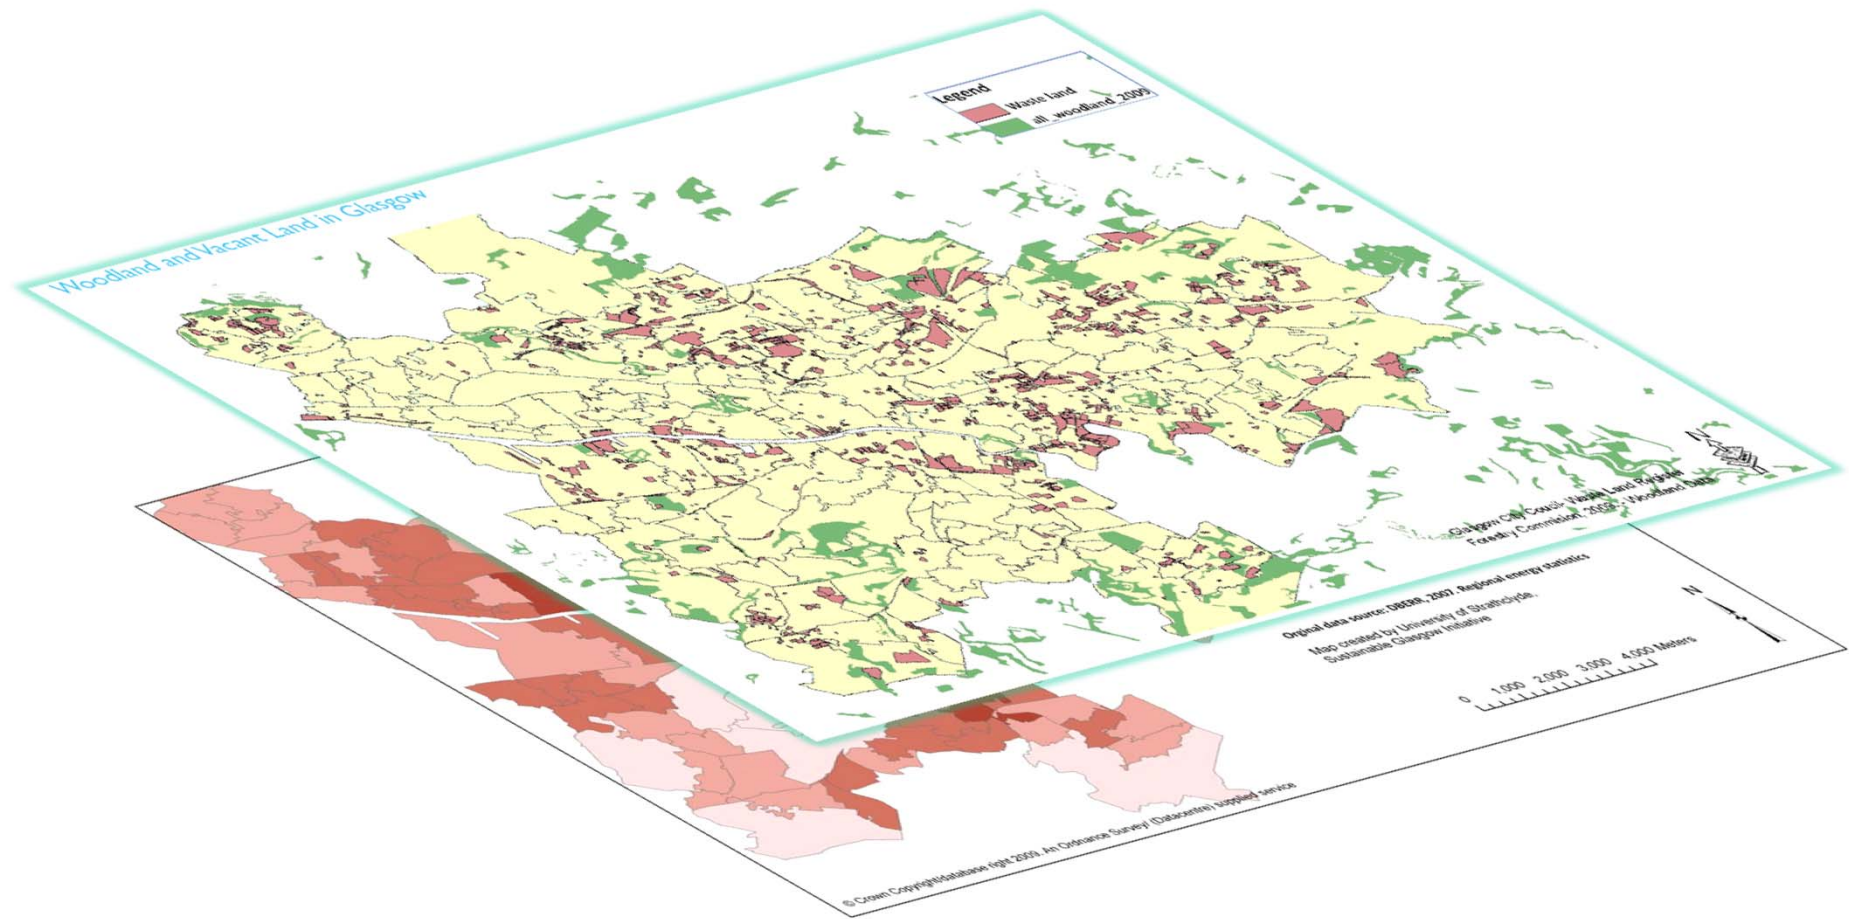 Woodland and Vacant Land in Glasgow
Legend
Waste land
all_woodland_2009
N
Glasgow City Council- Waste Land Register
Forestry Commision, 2009. , Woodland Data
Orginal data source: DBERR, 2007. Regional energy statistics
Map created by University of Strathclyde,
Sustainable Glasgow Initiative
N
0 1,000 2,000 3,000 4,000 Meters
© Crown Copyright/database right 2009. An Ordnance Survey/ (Datacentre) supplied service